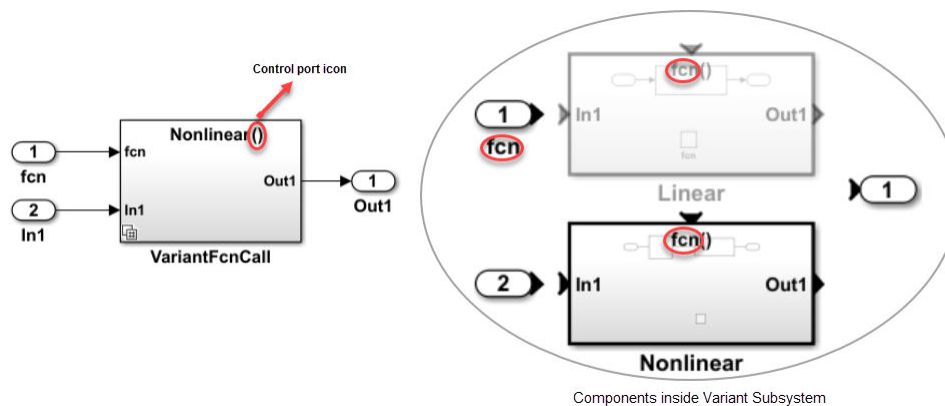 Control port icon
Nonlinear()
1
fcn
fcn
Out1
1
Out1
2
In1
In1
VariantFcnCall
fcn()
1
In1
Out1
fcn
fcn
Linear
1
fcn()
2
In1
Out1
Nonlinear
Components inside Variant Subsystem